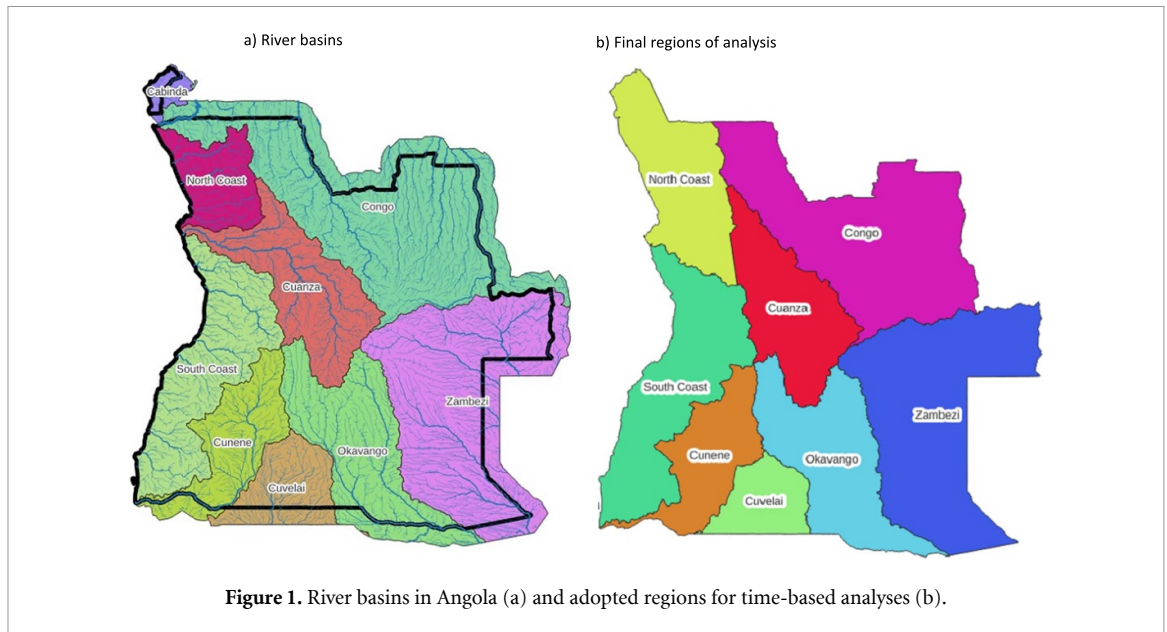 a) River basins
Cabinda
North Coast
Congo
Cuanza
South Coast
Zambezi
Cunene
Okavango
Cuvelai
b) Final regions of analysis
North Coast
Congo
Cuanza
South Coast
Zambezi
Cunene
Okavango
Cuvelai
Figure 1. River basins in Angola (a) and adopted regions for time-based analyses (b).